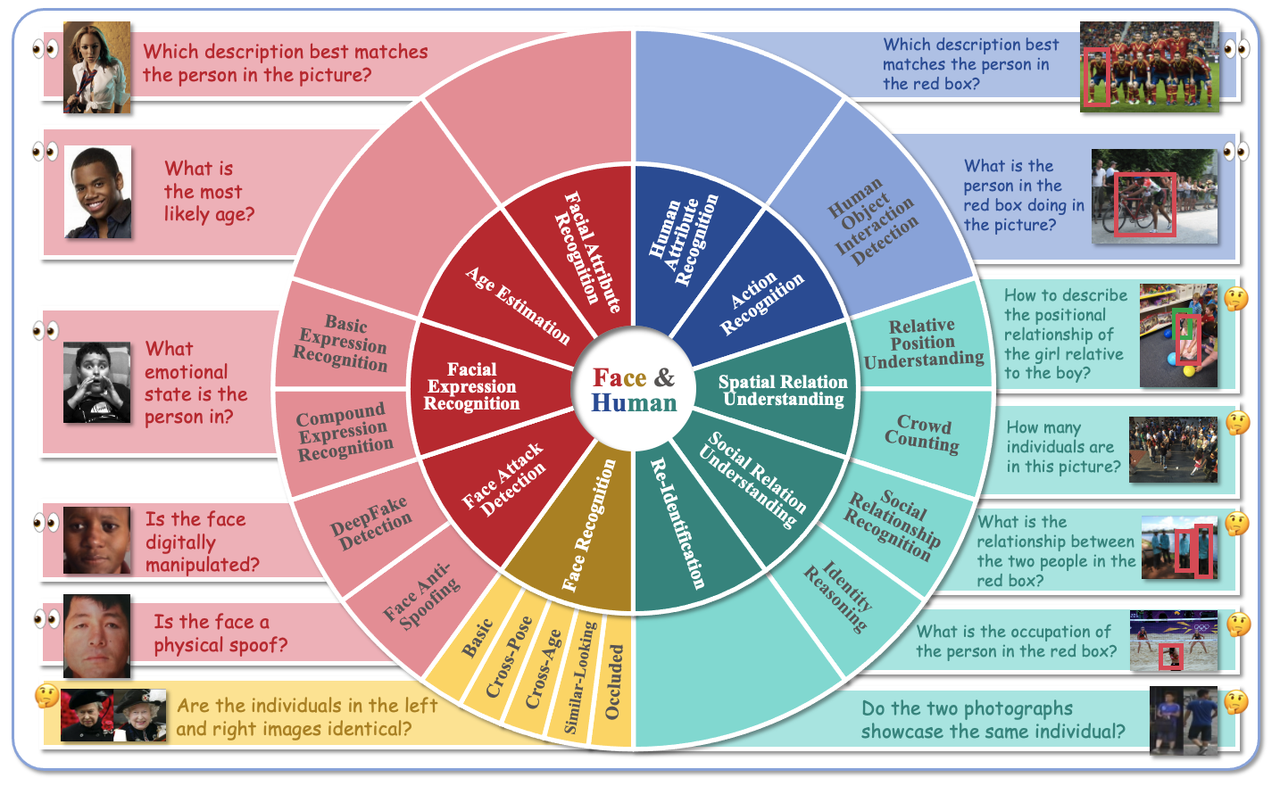 Which description best matches
the person in the picture?
What is
the most
likely age?
What
emotional
state is the
person in?
Is the face
digitally
manipulated?
Is the face a
physical spoof?
Are the individuals in the left
and right images identical?
Facial Attribute
Recognition
Age Estimation
Facial
Expression
Recognition
Basic
Expression
Recognition
Compound
Expression
Recognition
Face Attack
Detection
DeepFake
Detection
Face Anti-
Spoofing
Face Recognition
Basic
Cross-Pose
Cross-Age
Similar-Looking
Occluded
Face &
Human
Human
Attribute
Recognition
Action
Recognition
Human
Object
Interaction
Detection
Spatial Relation
Understanding
Relative
Position
Understanding
Crowd
Counting
Social Relation
Understanding
Social
Relationship
Recognition
Identity
Reasoning
Re-Identification
Which description best
matches the person in
the red box?
What is the
person in the
red box doing in
the picture?
How to describe
the positional
relationship of
the girl relative
to the boy?
How many
individuals are
in this picture?
What is the
relationship between
the two people in the
red box?
What is the occupation of
the person in the red box?
Do the two photographs
showcase the same individual?